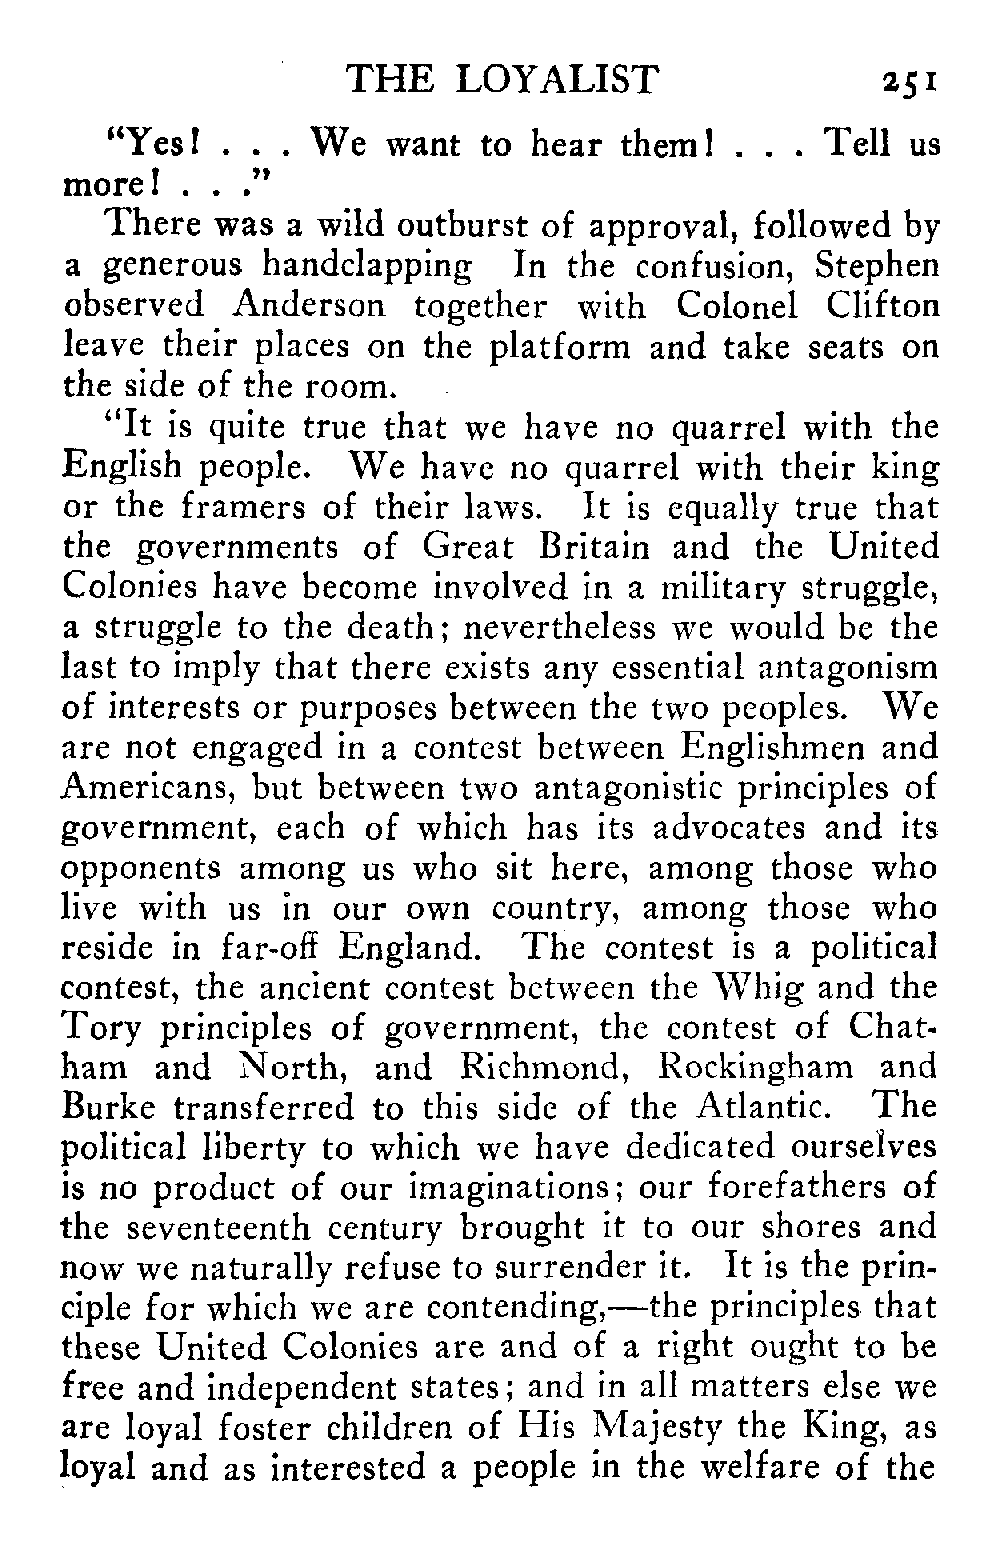 THE LOYALIST 251
"Yes! . . . We want to hear them! . . . Tell us
more! . . ."
There was a wild outburst of approval, followed by
a generous handclapping In the confusion, Stephen
observed Anderson together with Colonel Clifton
leave their places on the platform and take seats on
the side of the room.
"It is quite true that we have no quarrel with the
English people. We have no quarrel with their king
or the framers of their laws. It is equally true that
the governments of Great Britain and the United
Colonies have become involved in a military struggle,
a struggle to the death; nevertheless we would be the
last to imply that there exists any essential antagonism
of interests or purposes between the two peoples. We
are not engaged in a contest between Englishmen and
Americans, but between two antagonistic principles of
government, each of which has its advocates and its
opponents among us who sit here, among those who
live with us in our own country, among those who
reside in far-off England. The contest is a political
contest, the ancient contest between the Whig and the
Tory principles of government, the contest of Chat-
ham and North, and Richmond, Rockingham and
Burke transferred to this side of the Atlantic. The
political liberty to which we have dedicated ourselves
is no product of our imaginations; our forefathers of
the seventeenth century brought it to our shores and
now we naturally refuse to surrender it. It is the prin-
ciple for which we are contending,—the principles that
these United Colonies are and of a right ought to be
free and independent states; and in all matters else we
are loyal foster children of His Majesty the King, as
loyal and as interested a people in the welfare of the